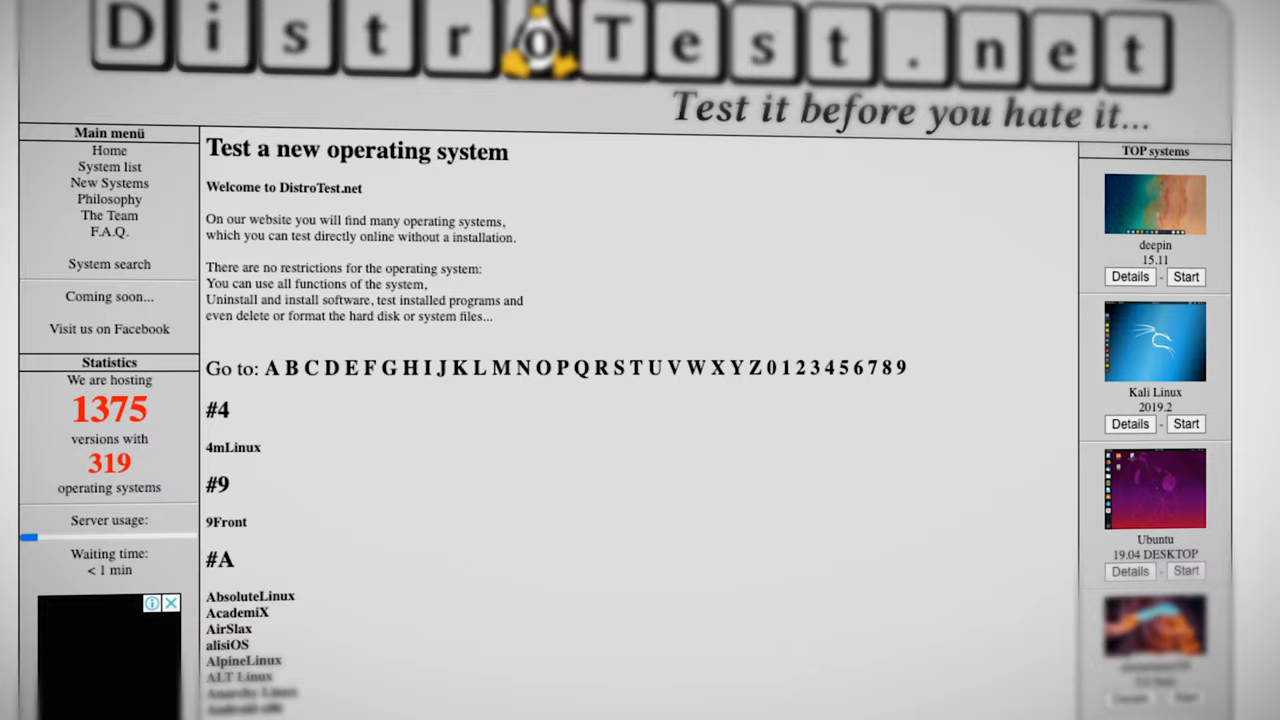 DistroTest.net
Test it before you hate it...
Main menü
Home
System list
New Systems
Philosophy
The Team
F.A.Q.
System search
Coming soon...
Visit us on Facebook
Statistics
We are hosting
1375
versions with
319
operating systems
Server usage:
Waiting time:
< 1 min
Test a new operating system
Welcome to DistroTest.net
On our website you will find many operating systems,
which you can test directly online without a installation.
There are no restrictions for the operating system:
You can use all functions of the system,
Uninstall and install software, test installed programs and
even delete or format the hard disk or system files...
Go to: A B C D E F G H I J K L M N O P Q R S T U V W X Y Z 0 1 2 3 4 5 6 7 8 9
#4
4mLinux
#9
9Front
#A
AbsoluteLinux
AcademiX
AirSlax
alisiOS
AlpineLinux
ALT Linux
Anarchy Linux
Android-x86
TOP systems
deepin
15.11
Details - Start
Kali Linux
2019.2
Details - Start
Ubuntu
19.04 DESKTOP
Details - Start
Details - Start